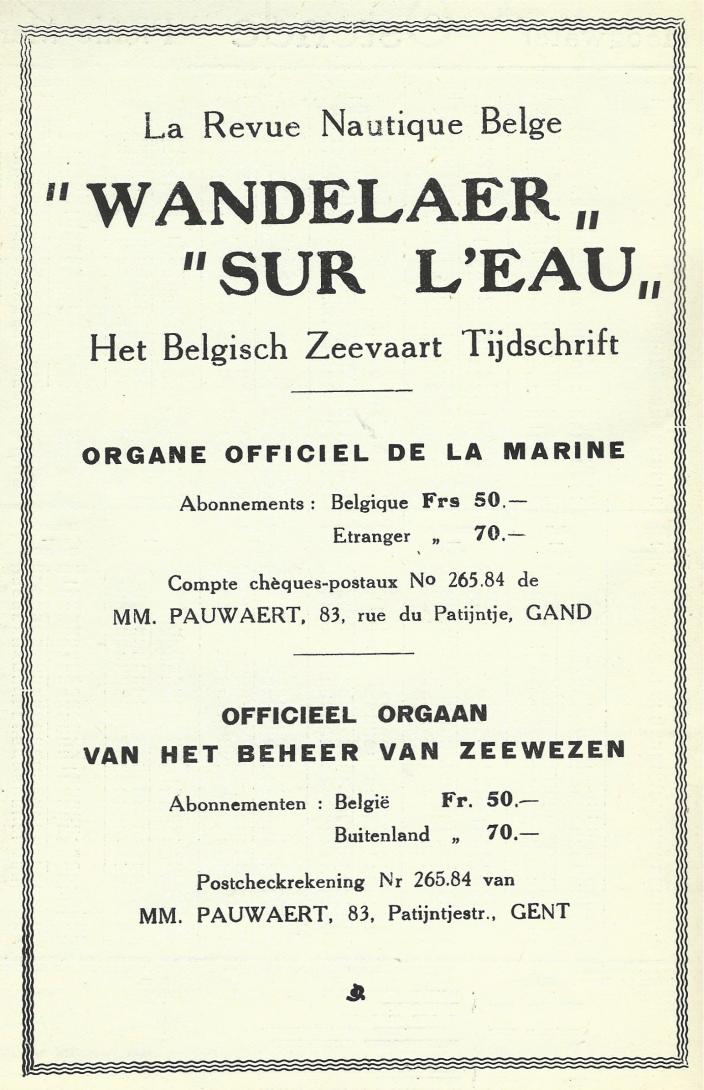 La Revue Nautique Belge
"WANDELAER„
"SUR L'EAU„
Het Belgisch Zeevaart Tijdschrift
ORGANE OFFICIEL DE LA MARINE
Abonnements : Belgique Frs 50.—
Etranger „ 70.—
Compte chèques-postaux No 265.84 de
MM. PAUWAERT, 83, rue du Patijntje, GAND
OFFICIEEL ORGAAN
VAN HET BEHEER VAN ZEEWEZEN
Abonnementen : België Fr. 50.—
Buitenland „ 70.—
Postcheckrekening Nr 265.84 van
MM. PAUWAERT, 83, Patijntjestr., GENT